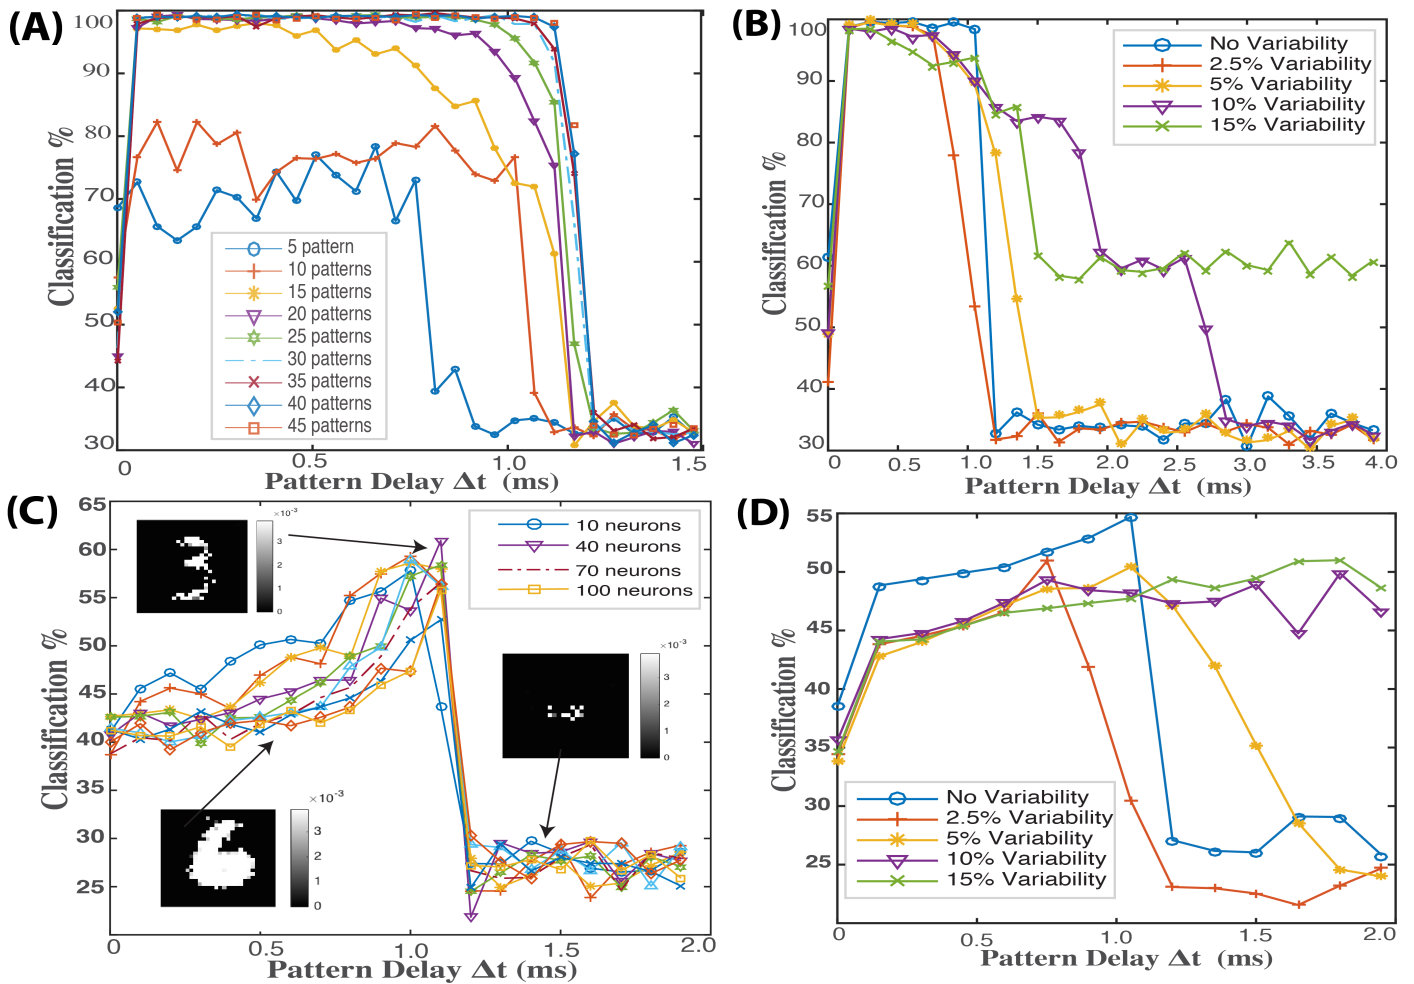 (A)
100
90
80
70
60
50
40
30
Classification %
5 pattern
10 patterns
15 patterns
20 patterns
25 patterns
30 patterns
35 patterns
40 patterns
45 patterns
0 0.5 1.0 1.5
Pattern Delay Δt (ms)
(B)
100
90
80
70
60
50
40
30
Classification %
No Variability
2.5% Variability
5% Variability
10% Variability
15% Variability
0 0.5 1.0 1.5 2.0 2.5 3.0 3.5 4.0
Pattern Delay Δt (ms)
(C)
65
60
55
50
45
40
35
30
25
Classification %
×10⁻³
3
2
1
0
10 neurons
40 neurons
70 neurons
100 neurons
×10⁻³
3
2
1
0
×10⁻³
3
2
1
0
0 0.5 1.0 1.5 2.0
Pattern Delay Δt (ms)
(D)
55
50
45
40
35
30
25
Classification %
No Variability
2.5% Variability
5% Variability
10% Variability
15% Variability
0 0.5 1.0 1.5 2.0
Pattern Delay Δt (ms)